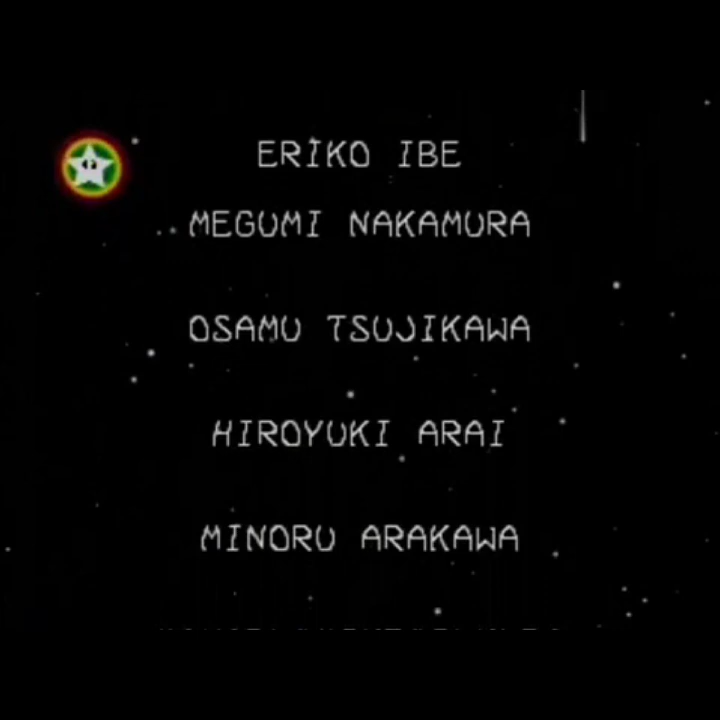 ERIKO IBE
MEGUMI NAKAMURA
OSAMU TSUJIKAWA
HIROYUKI ARAI
MINORU ARAKAWA